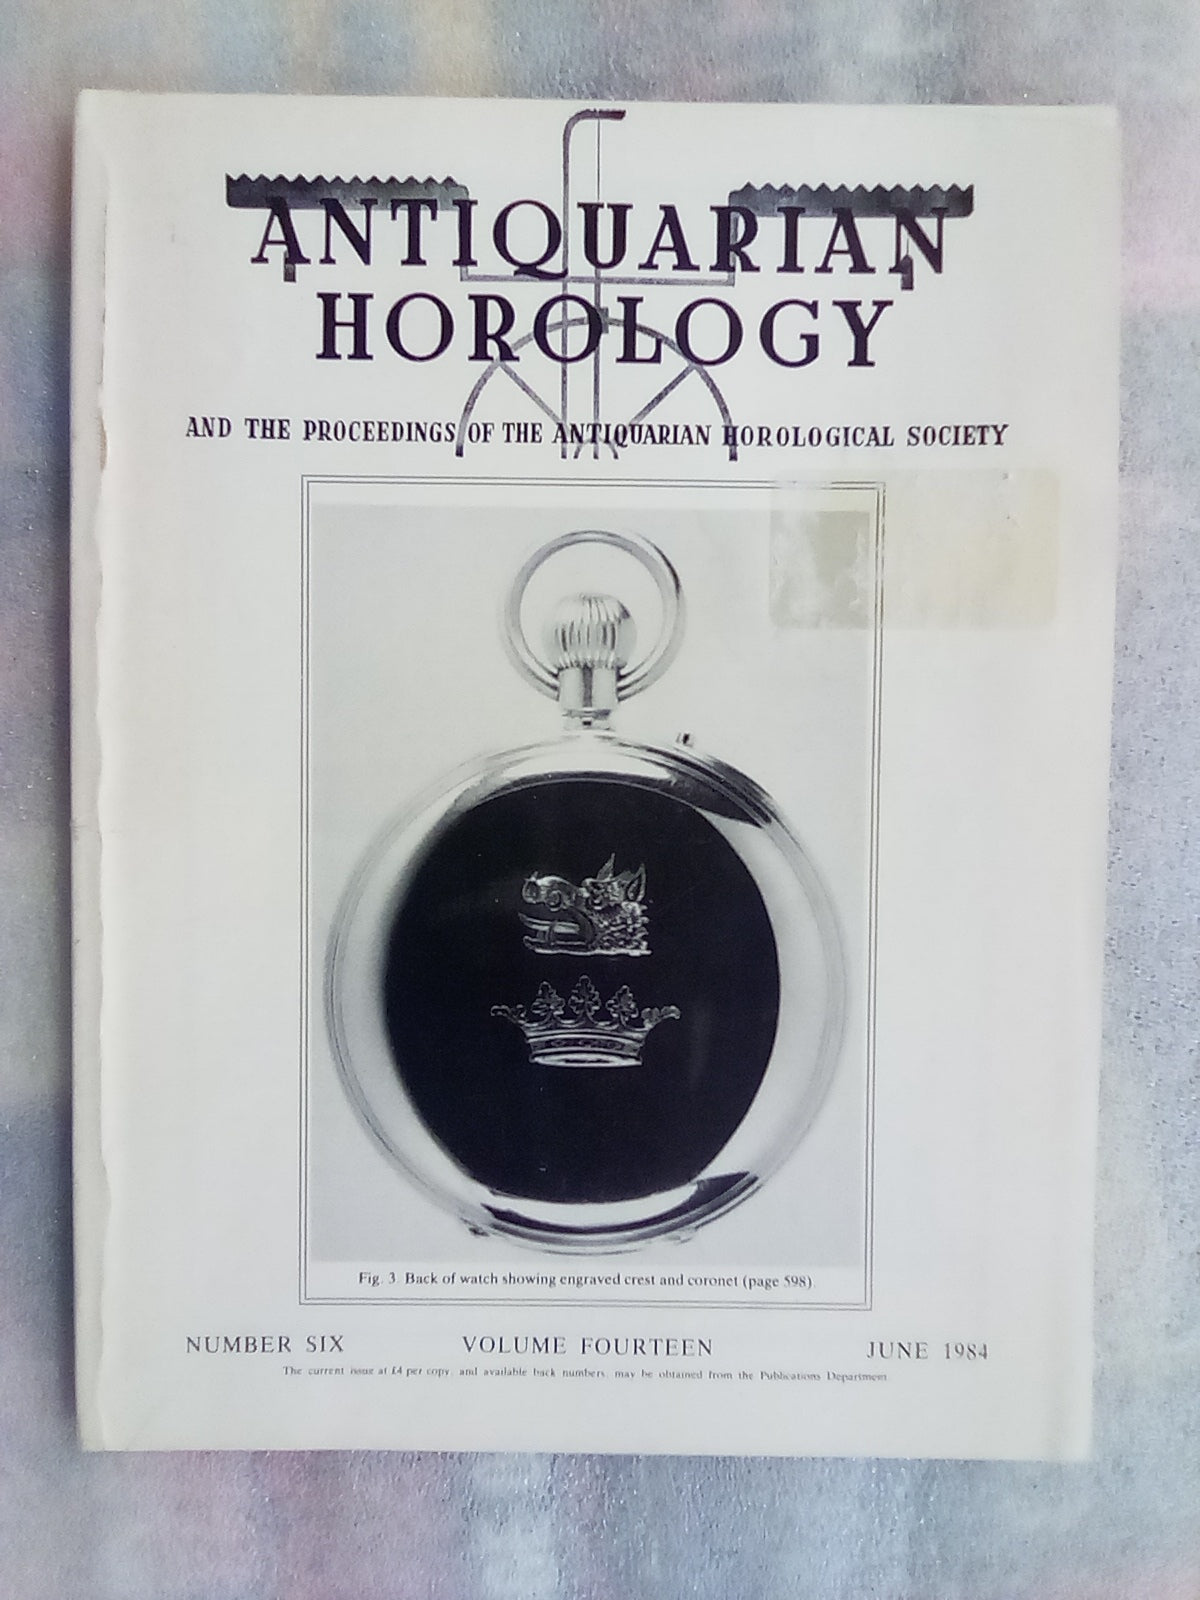 ANTIQUARIAN
HOROLOGY
AND THE PROCEEDINGS OF THE ANTIQUARIAN HOROLOGICAL SOCIETY
Fig. 3 Back of watch showing engraved crest and coronet (page 598)
NUMBER SIX VOLUME FOURTEEN JUNE 1984
The current issue at £4 per copy, and available back numbers, may be obtained from the Publications Department.